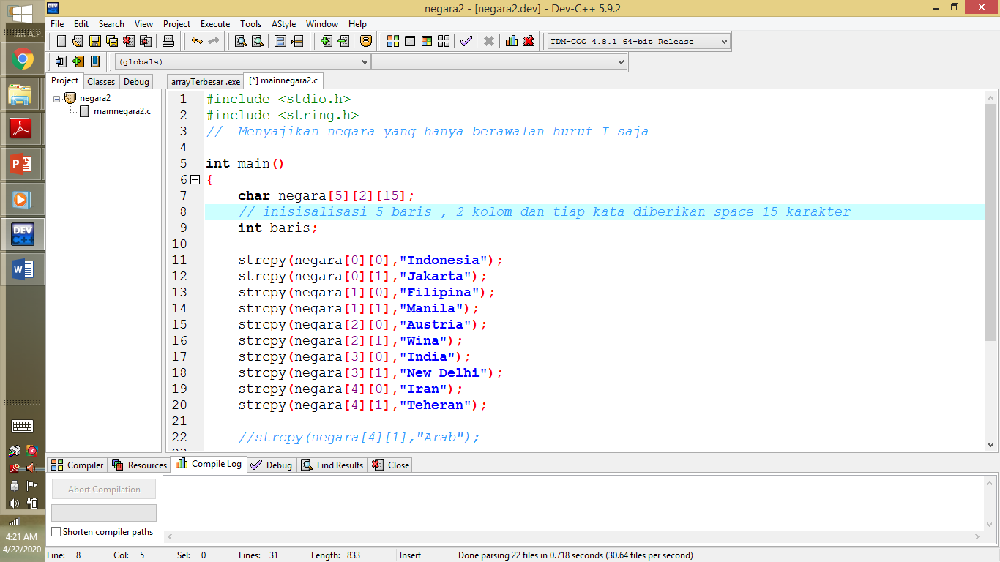 negara2 - [negara2.dev] - Dev-C++ 5.9.2
File Edit Search View Project Execute Tools AStyle Window Help
TDM-GCC 4.8.1 64-bit Release
(globals)
Project Classes Debug
arrayTerbesar .exe [*] mainnegara2.c
negara2
mainnegara2.c
1 #include <stdio.h>
2 #include <string.h>
3 //  Menyajikan negara yang hanya berawalan huruf I saja
4
5 int main()
6 {
7 char negara[5][2][15];
8 // inisisalisasi 5 baris , 2 kolom dan tiap kata diberikan space 15 karakter
9 int baris;
10
11 strcpy(negara[0][0],"Indonesia");
12 strcpy(negara[0][1],"Jakarta");
13 strcpy(negara[1][0],"Filipina");
14 strcpy(negara[1][1],"Manila");
15 strcpy(negara[2][0],"Austria");
16 strcpy(negara[2][1],"Wina");
17 strcpy(negara[3][0],"India");
18 strcpy(negara[3][1],"New Delhi");
19 strcpy(negara[4][0],"Iran");
20 strcpy(negara[4][1],"Teheran");
21
22 //strcpy(negara[4][1],"Arab");
Compiler Resources Compile Log Debug Find Results Close
Abort Compilation
Shorten compiler paths
Line: 8 Col: 5 Sel: 0 Lines: 31 Length: 833 Insert Done parsing 22 files in 0.718 seconds (30.64 files per second)
Jan A.P.
DEV
C++
4:21 AM
4/22/2020